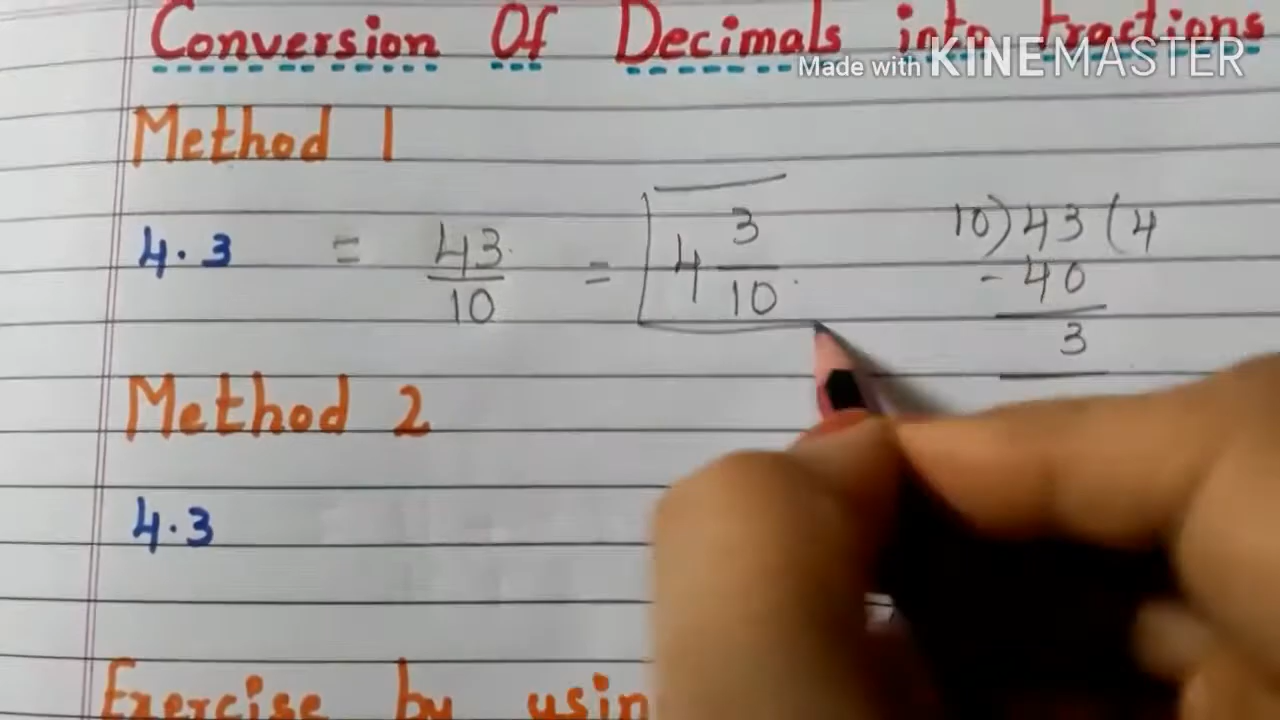 Conversion Of Decimals into Fractions
Made with KINEMASTER
Method 1
4.3 = 43/10 = 4 3/10
10)43(4
- 40
3
Method 2
4.3
Exercise by usin